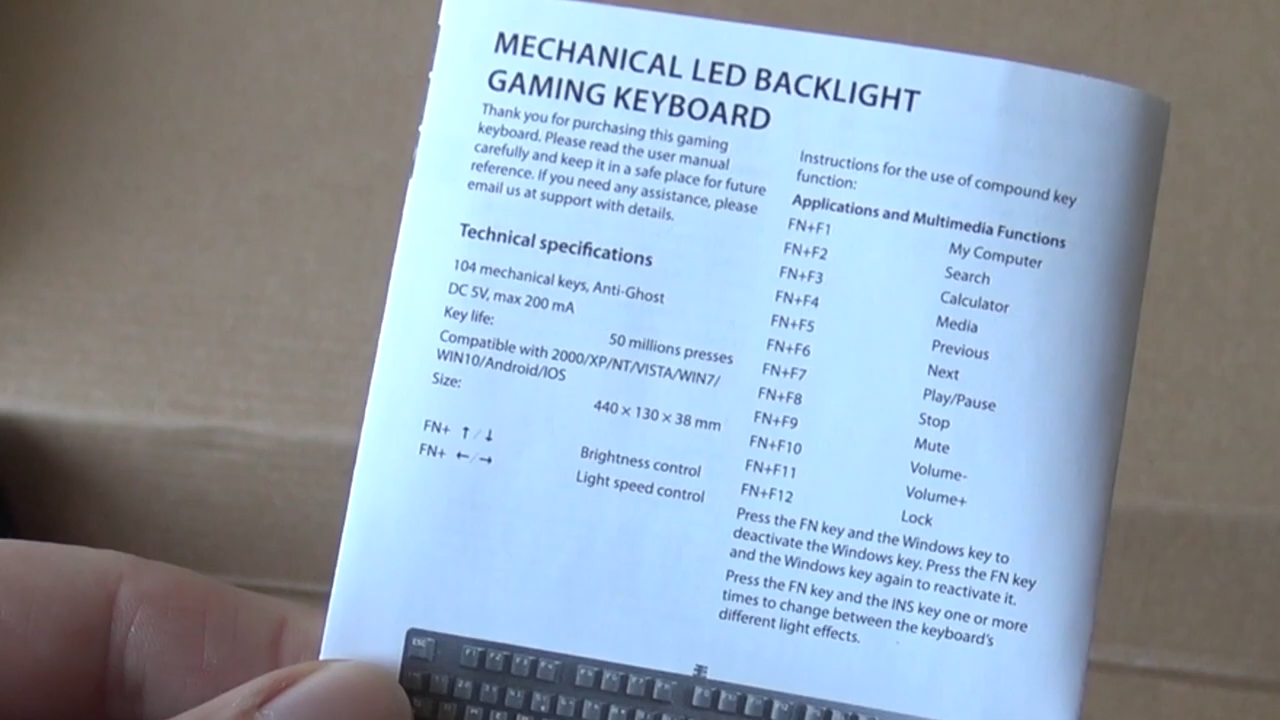 MECHANICAL LED BACKLIGHT
GAMING KEYBOARD
Thank you for purchasing this gaming
keyboard. Please read the user manual
carefully and keep it in a safe place for future
reference. If you need any assistance, please
email us at support with details.
Technical specifications
104 mechanical keys, Anti-Ghost
DC 5V, max 200 mA
Key life: 50 millions presses
Compatible with 2000/XP/NT/VISTA/WIN7/
WIN10/Android/IOS
Size: 440 × 130 × 38 mm
FN+ ↑/↓ Brightness control
FN+ ←/→ Light speed control
Instructions for the use of compound key
function:
Applications and Multimedia Functions
FN+F1 My Computer
FN+F2 Search
FN+F3 Calculator
FN+F4 Media
FN+F5 Previous
FN+F6 Next
FN+F7 Play/Pause
FN+F8 Stop
FN+F9 Mute
FN+F10 Volume-
FN+F11 Volume+
FN+F12 Lock
Press the FN key and the Windows key to
deactivate the Windows key. Press the FN key
and the Windows key again to reactivate it.
Press the FN key and the INS key one or more
times to change between the keyboard's
different light effects.
ESC